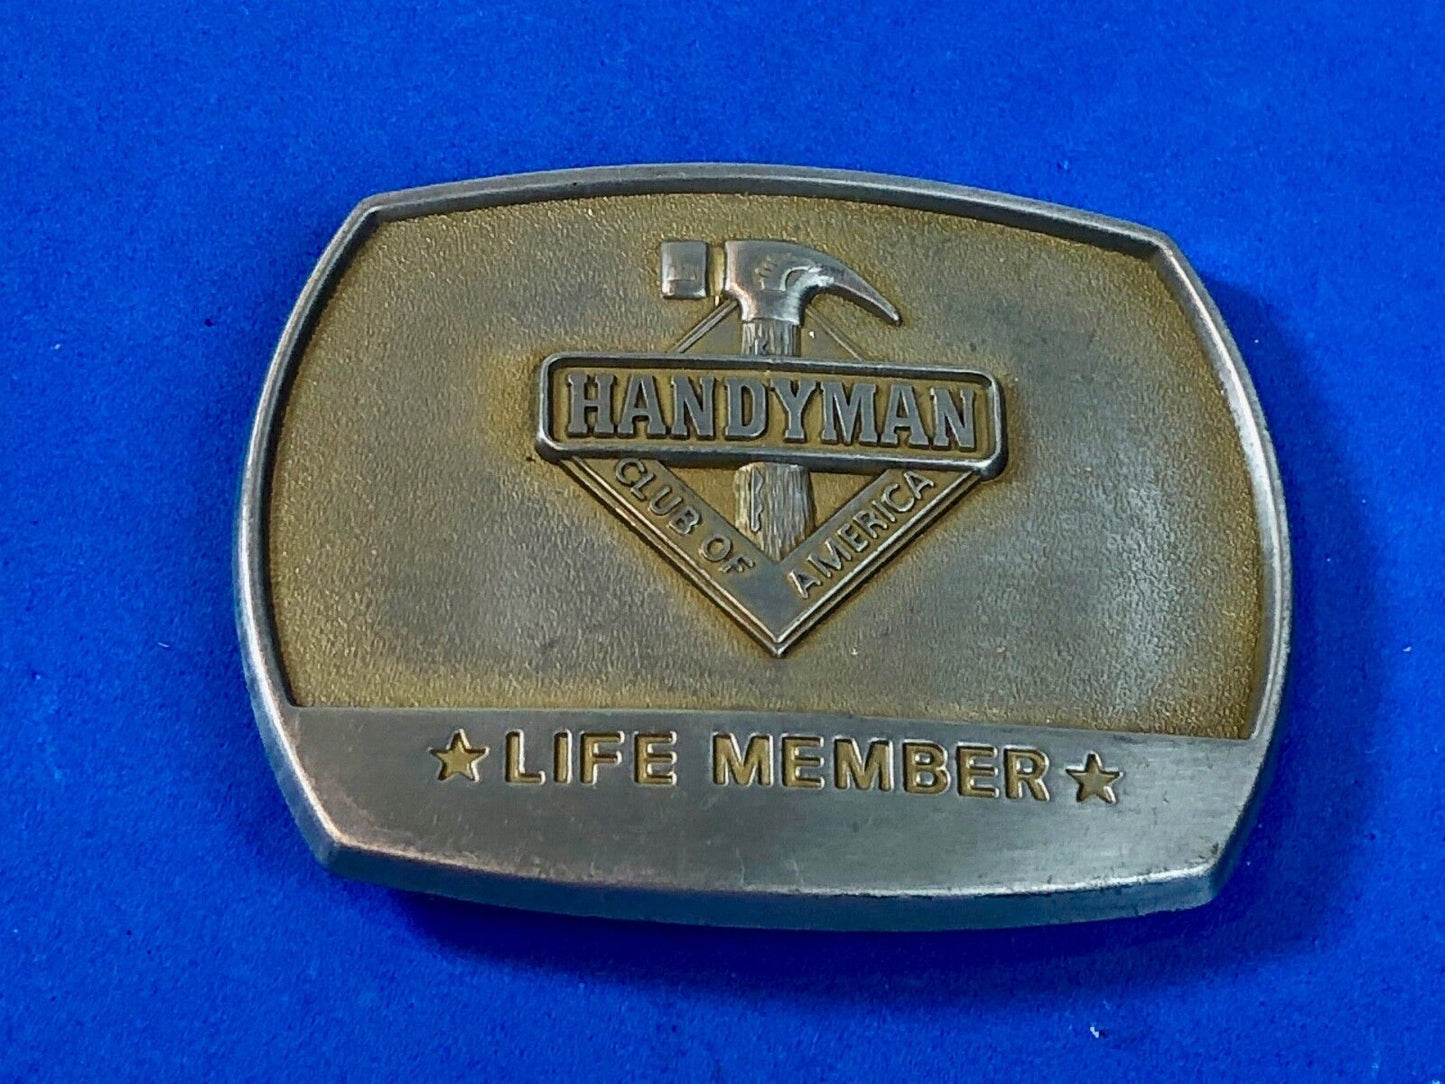 HANDYMAN
CLUB OF AMERICA
★ LIFE MEMBER ★